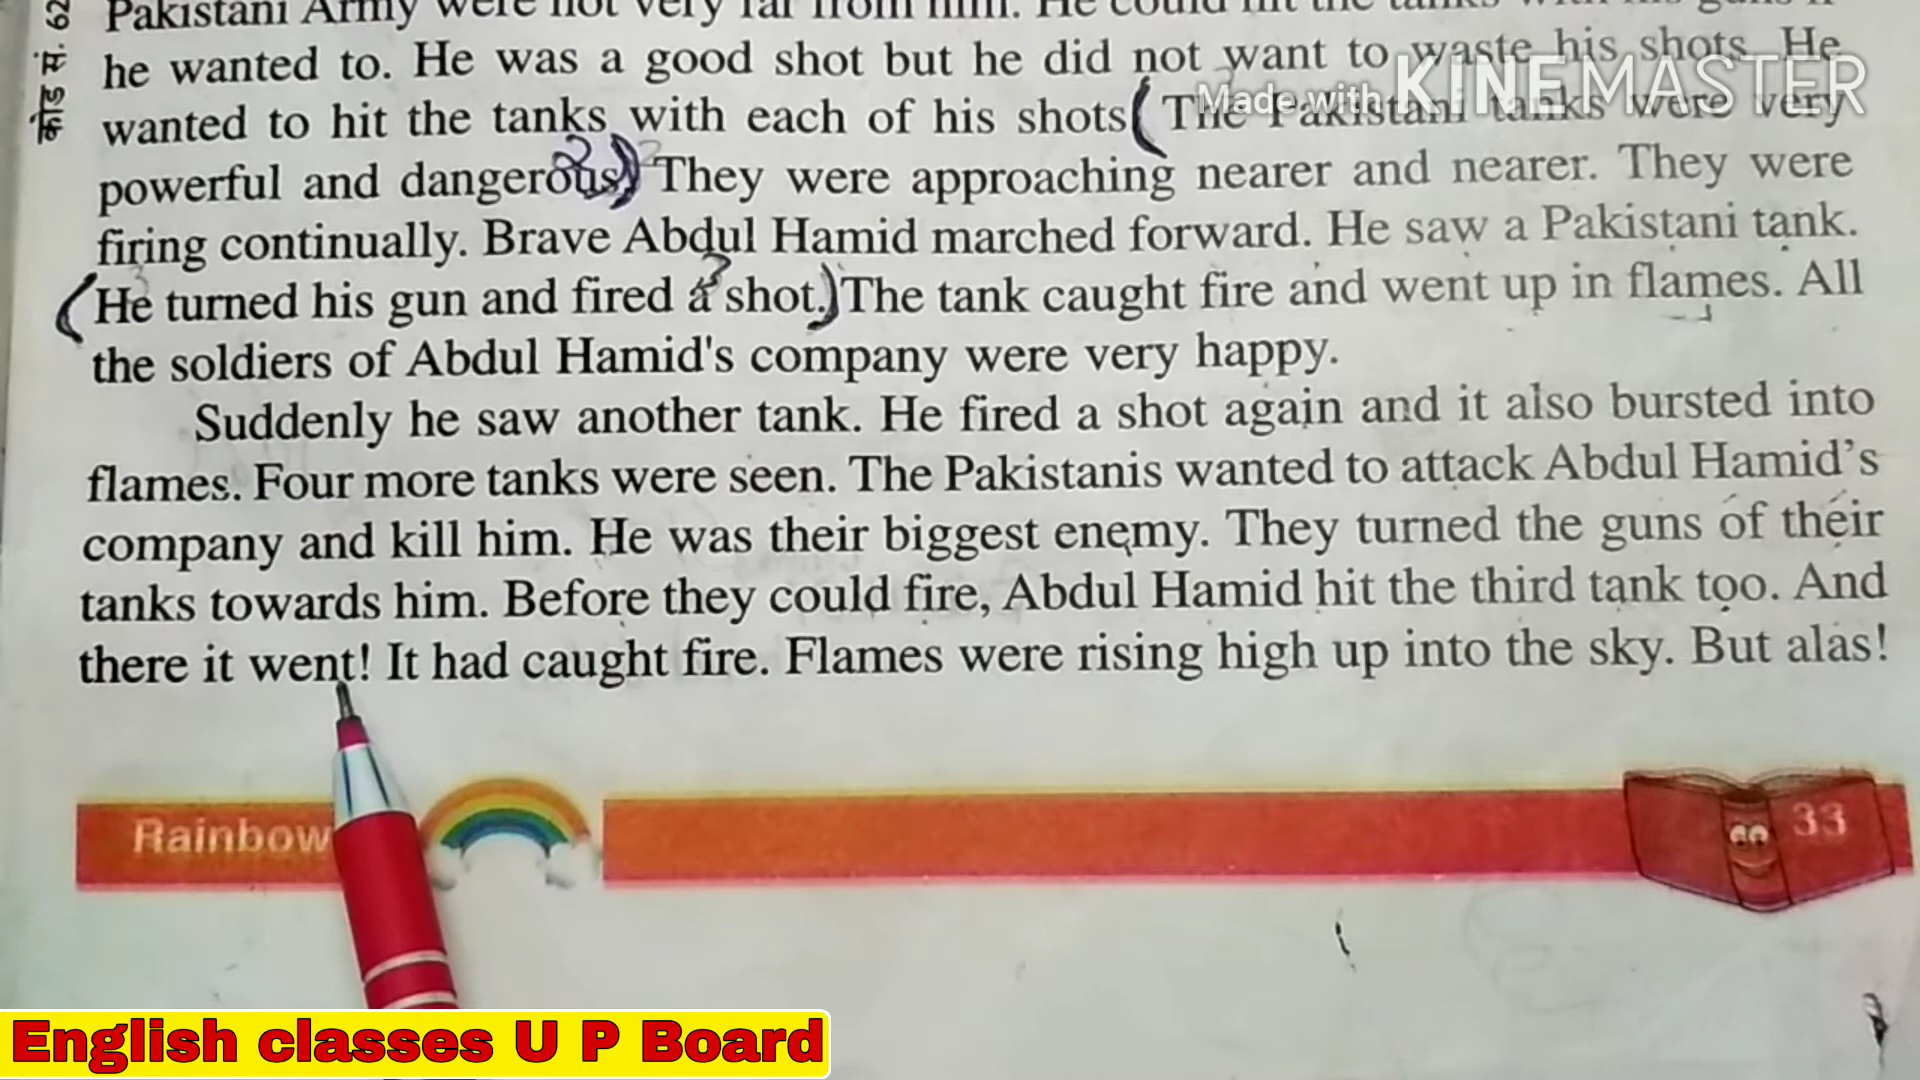 Pakistani Army were not very far from him. He could hit the tanks with his guns if
he wanted to. He was a good shot but he did not want to waste his shots. He
wanted to hit the tanks with each of his shots. The Pakistani tanks were very
powerful and dangerous. They were approaching nearer and nearer. They were
firing continually. Brave Abdul Hamid marched forward. He saw a Pakistani tank.
He turned his gun and fired a shot. The tank caught fire and went up in flames. All
the soldiers of Abdul Hamid's company were very happy.
Suddenly he saw another tank. He fired a shot again and it also bursted into
flames. Four more tanks were seen. The Pakistanis wanted to attack Abdul Hamid's
company and kill him. He was their biggest enemy. They turned the guns of their
tanks towards him. Before they could fire, Abdul Hamid hit the third tank too. And
there it went! It had caught fire. Flames were rising high up into the sky. But alas!
Rainbow
33
कोड नं. 62
Made with KINEMASTER
English classes U P Board